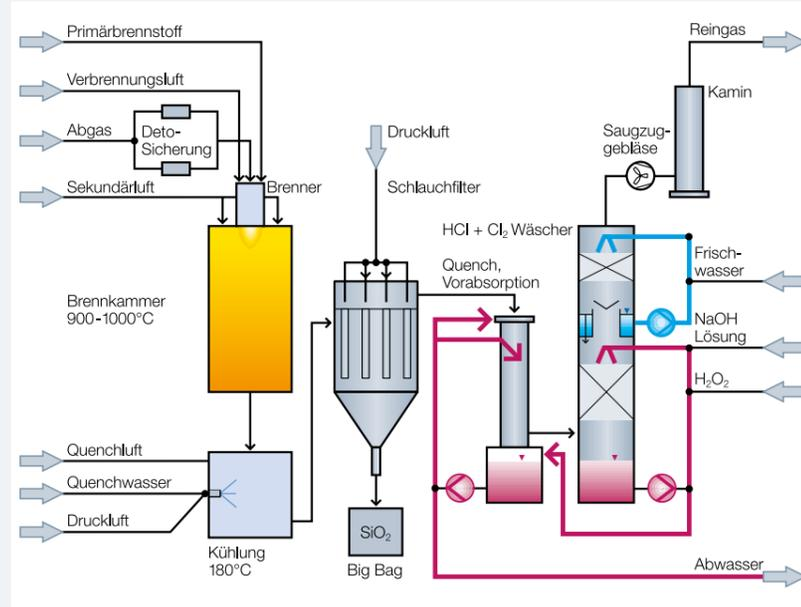 Primärbrennstoff
Verbrennungsluft
Abgas
Deto-
Sicherung
Sekundärluft
Brenner
Brennkammer
900-1000°C
Quenchluft
Quenchwasser
Druckluft
Kühlung
180°C
Druckluft
Schlauchfilter
SiO₂
Big Bag
HCl + Cl₂ Wäscher
Quench,
Vorabsorption
Saugzug-
gebläse
Reingas
Kamin
Frisch-
wasser
NaOH
Lösung
H₂O₂
Abwasser